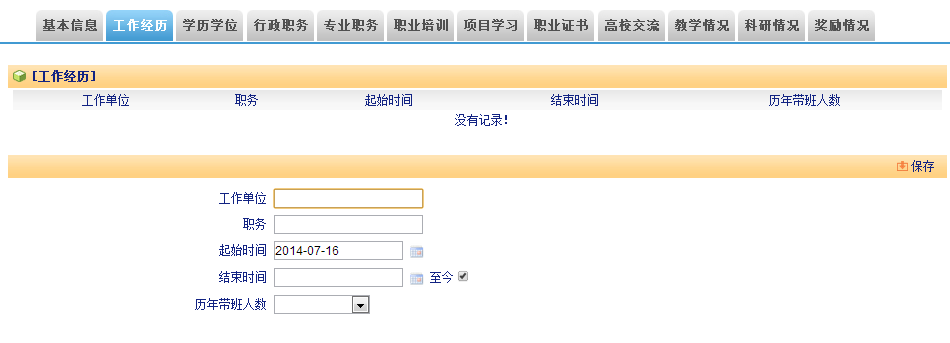 基本信息 工作经历 学历学位 行政职务 专业职务 职业培训 项目学习 职业证书 高校交流 教学情况 科研情况 奖励情况
[工作经历]
工作单位 职务 起始时间 结束时间 历年带班人数
没有记录!
保存
工作单位
职务
起始时间 2014-07-16
结束时间 至今
历年带班人数